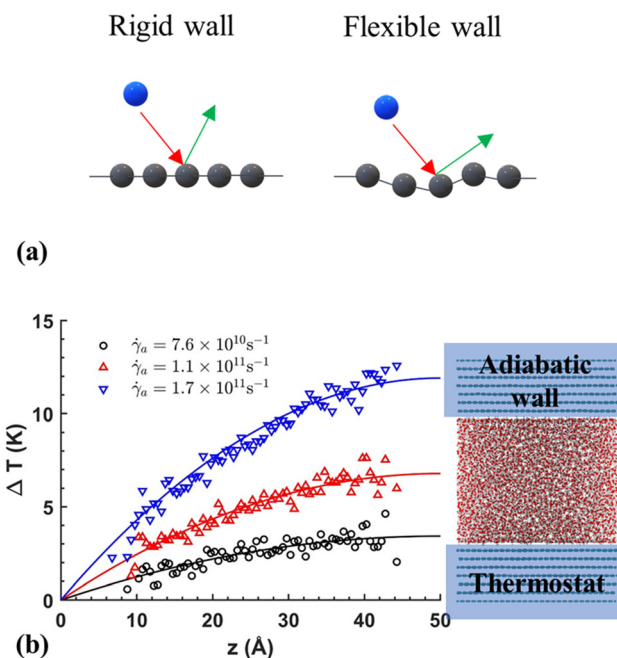 Rigid wall
Flexible wall
(a)
15
10
5
0
Δ T (K)
γ̇ₐ = 7.6 × 10¹⁰s⁻¹
γ̇ₐ = 1.1 × 10¹¹s⁻¹
γ̇ₐ = 1.7 × 10¹¹s⁻¹
0 10 20 30 40 50
z (Å)
Adiabatic
wall
Thermostat
(b)